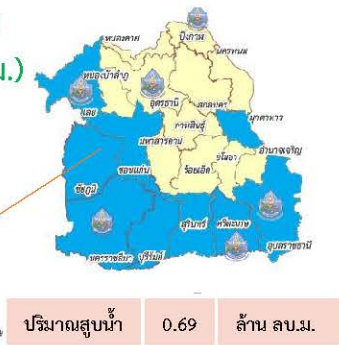 ม.)
หนองคาย
บึงกาฬ
นครพนม
หนองบัวลำภู
เลย
อุดรธานี
สกลนคร
กาฬสินธุ์
มุกดาหาร
มหาสารคาม
ขอนแก่น
ร้อยเอ็ด
ยโสธร
อำนาจเจริญ
ชัยภูมิ
นครราชสีมา
บุรีรัมย์
สุรินทร์
ศรีสะเกษ
อุบลราชธานี
ปริมาณสูบน้ำ 0.69 ล้าน ลบ.ม.